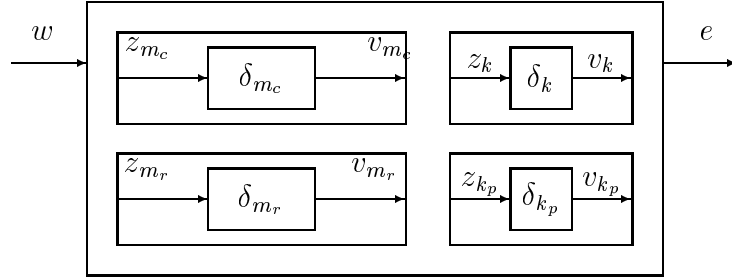 w e
z_{m_c} δ_{m_c} v_{m_c} z_k δ_k v_k
z_{m_r} δ_{m_r} v_{m_r} z_{k_p} δ_{k_p} v_{k_p}